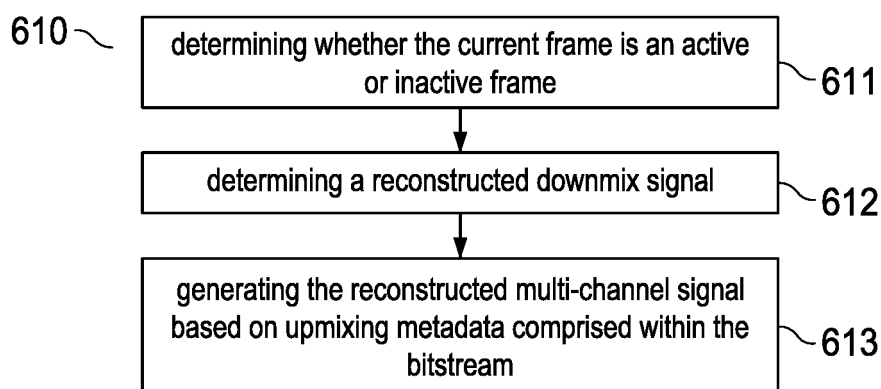 610
determining whether the current frame is an active
or inactive frame
611
determining a reconstructed downmix signal
612
generating the reconstructed multi-channel signal
based on upmixing metadata comprised within the
bitstream
613